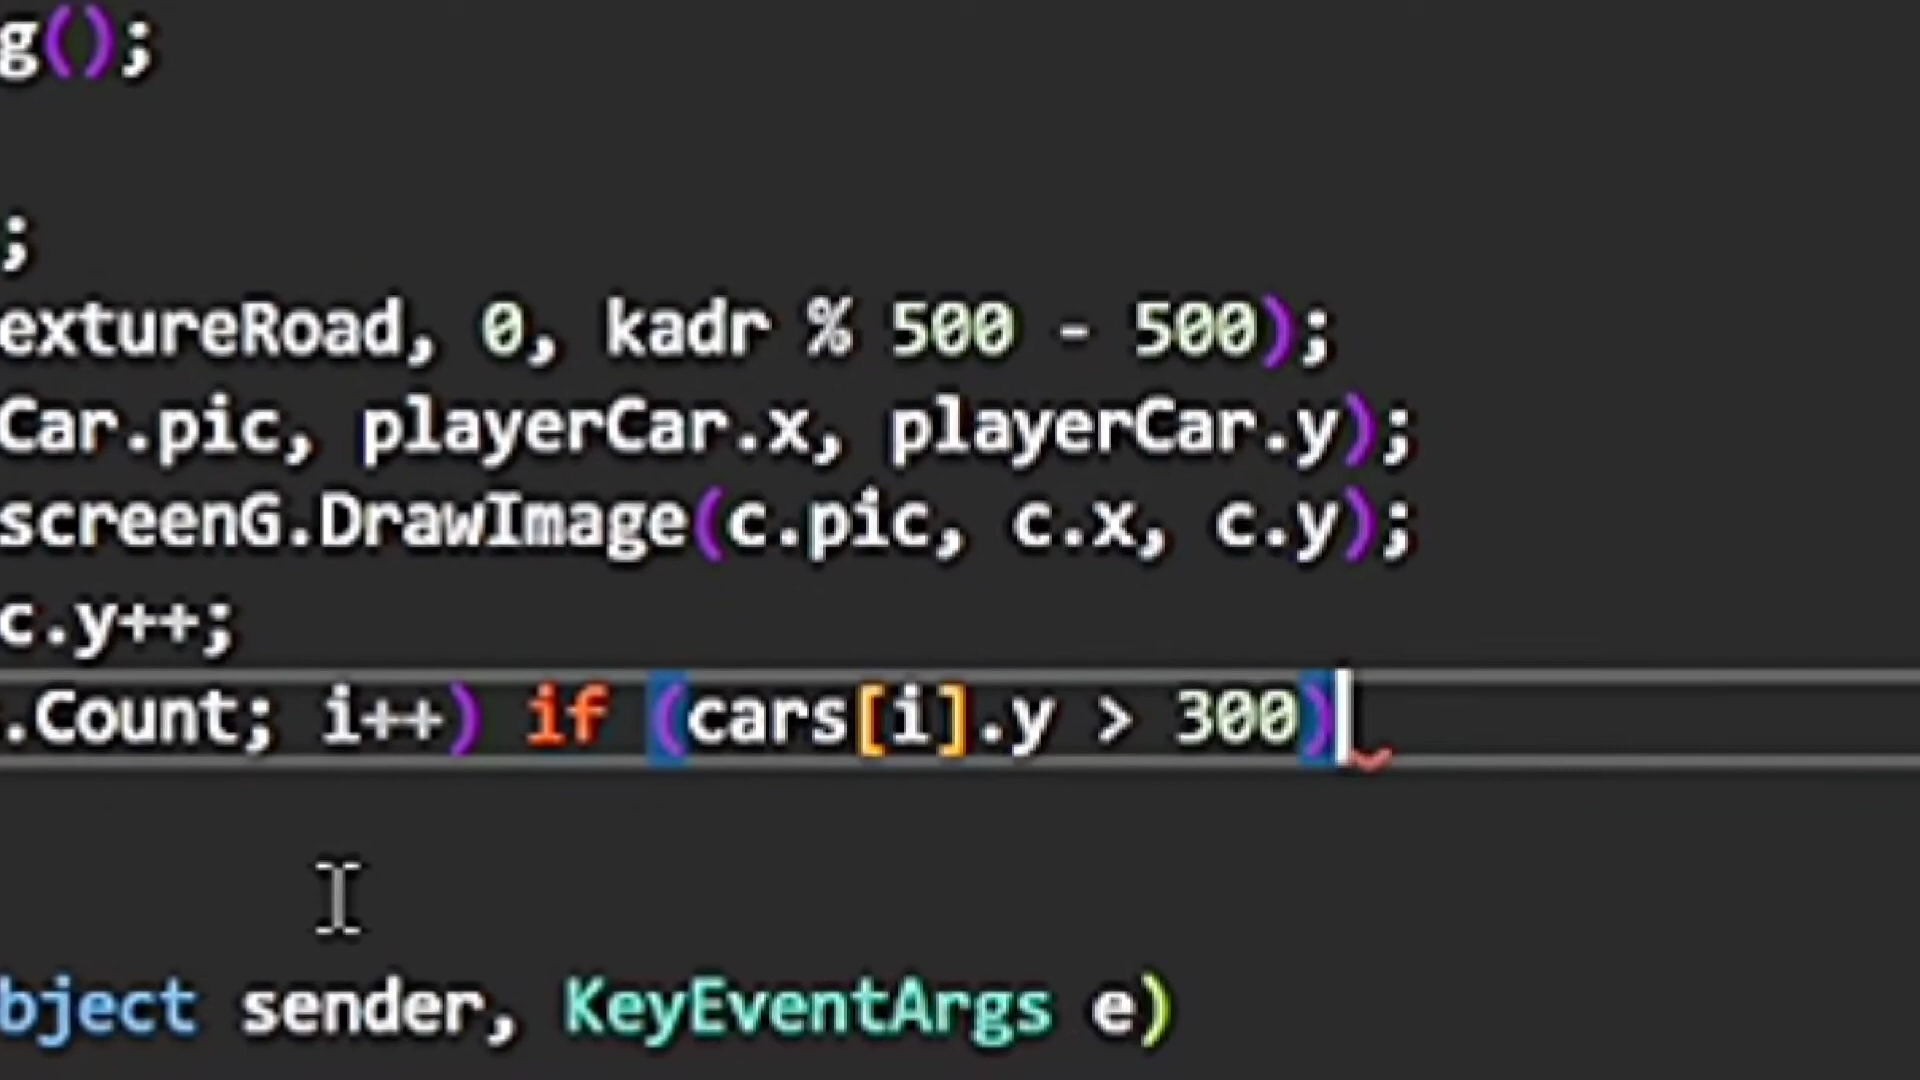 g();
;
extureRoad, 0, kadr % 500 - 500);
Car.pic, playerCar.x, playerCar.y);
screenG.DrawImage(c.pic, c.x, c.y);
c.y++;
.Count; i++) if (cars[i].y > 300)
bject sender, KeyEventArgs e)